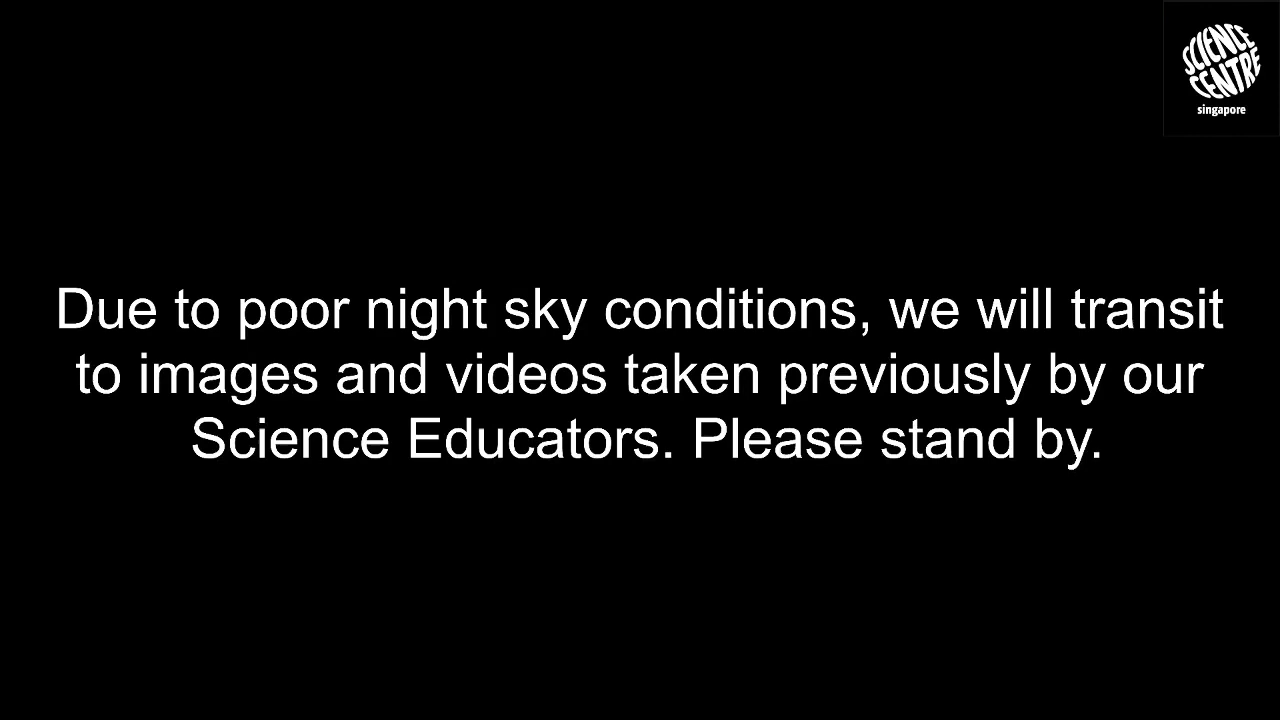 SCIENCE
CENTRE
singapore
Due to poor night sky conditions, we will transit
to images and videos taken previously by our
Science Educators. Please stand by.